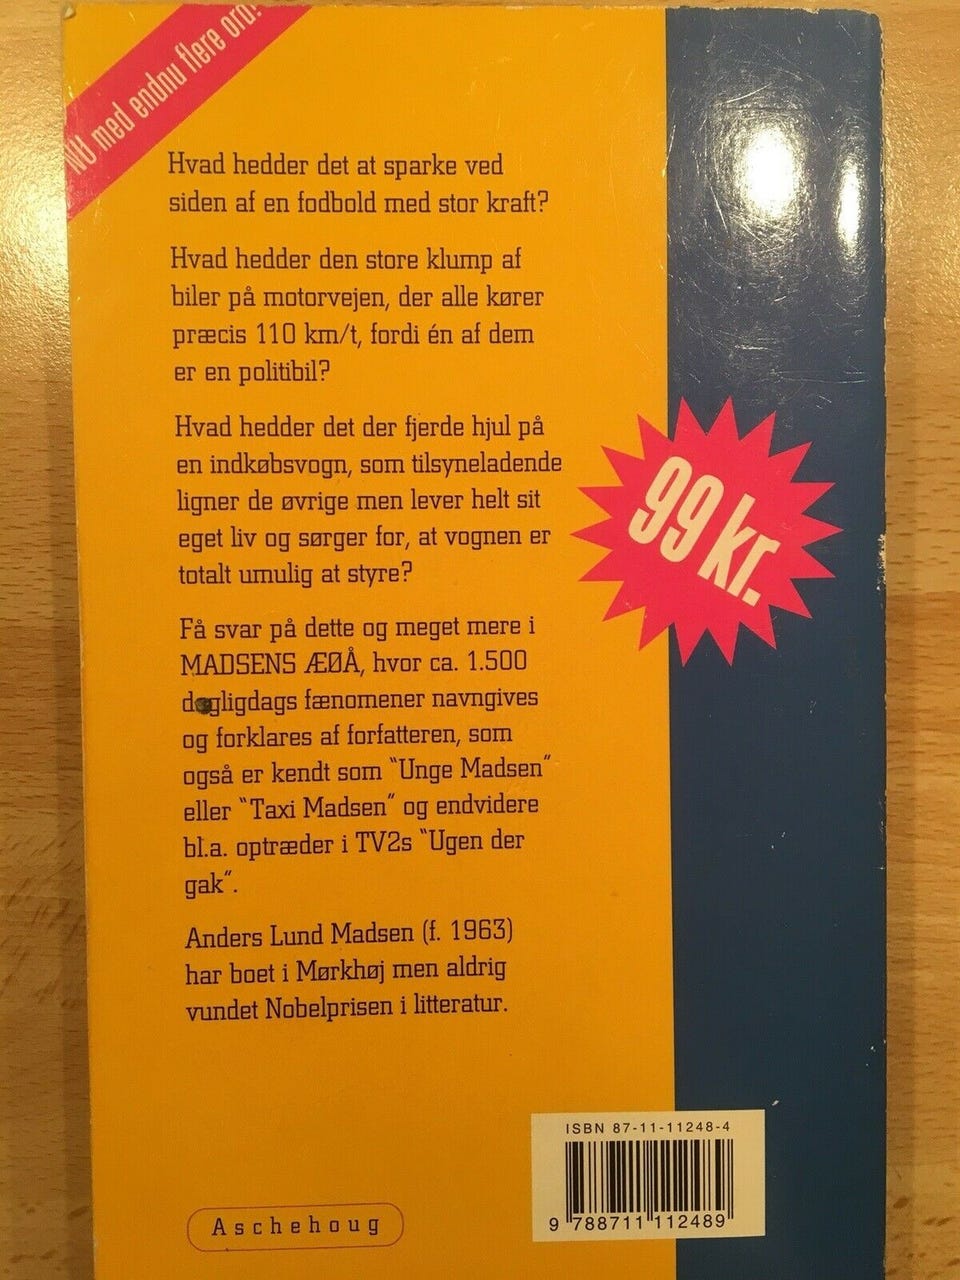 NU med endnu flere ord!
Hvad hedder det at sparke ved
siden af en fodbold med stor kraft?
Hvad hedder den store klump af
biler på motorvejen, der alle kører
præcis 110 km/t, fordi én af dem
er en politibil?
Hvad hedder det der fjerde hjul på
en indkøbsvogn, som tilsyneladende
ligner de øvrige men lever helt sit
eget liv og sørger for, at vognen er
totalt umulig at styre?
99 kr.
Få svar på dette og meget mere i
MADSENS ÆØÅ, hvor ca. 1.500
dagligdags fænomener navngives
og forklares af forfatteren, som
også er kendt som "Unge Madsen"
eller "Taxi Madsen" og endvidere
bl.a. optræder i TV2s "Ugen der
gak".
Anders Lund Madsen (f. 1963)
har boet i Mørkhøj men aldrig
vundet Nobelprisen i litteratur.
ISBN 87-11-11248-4
9 788711 112489
Aschehoug